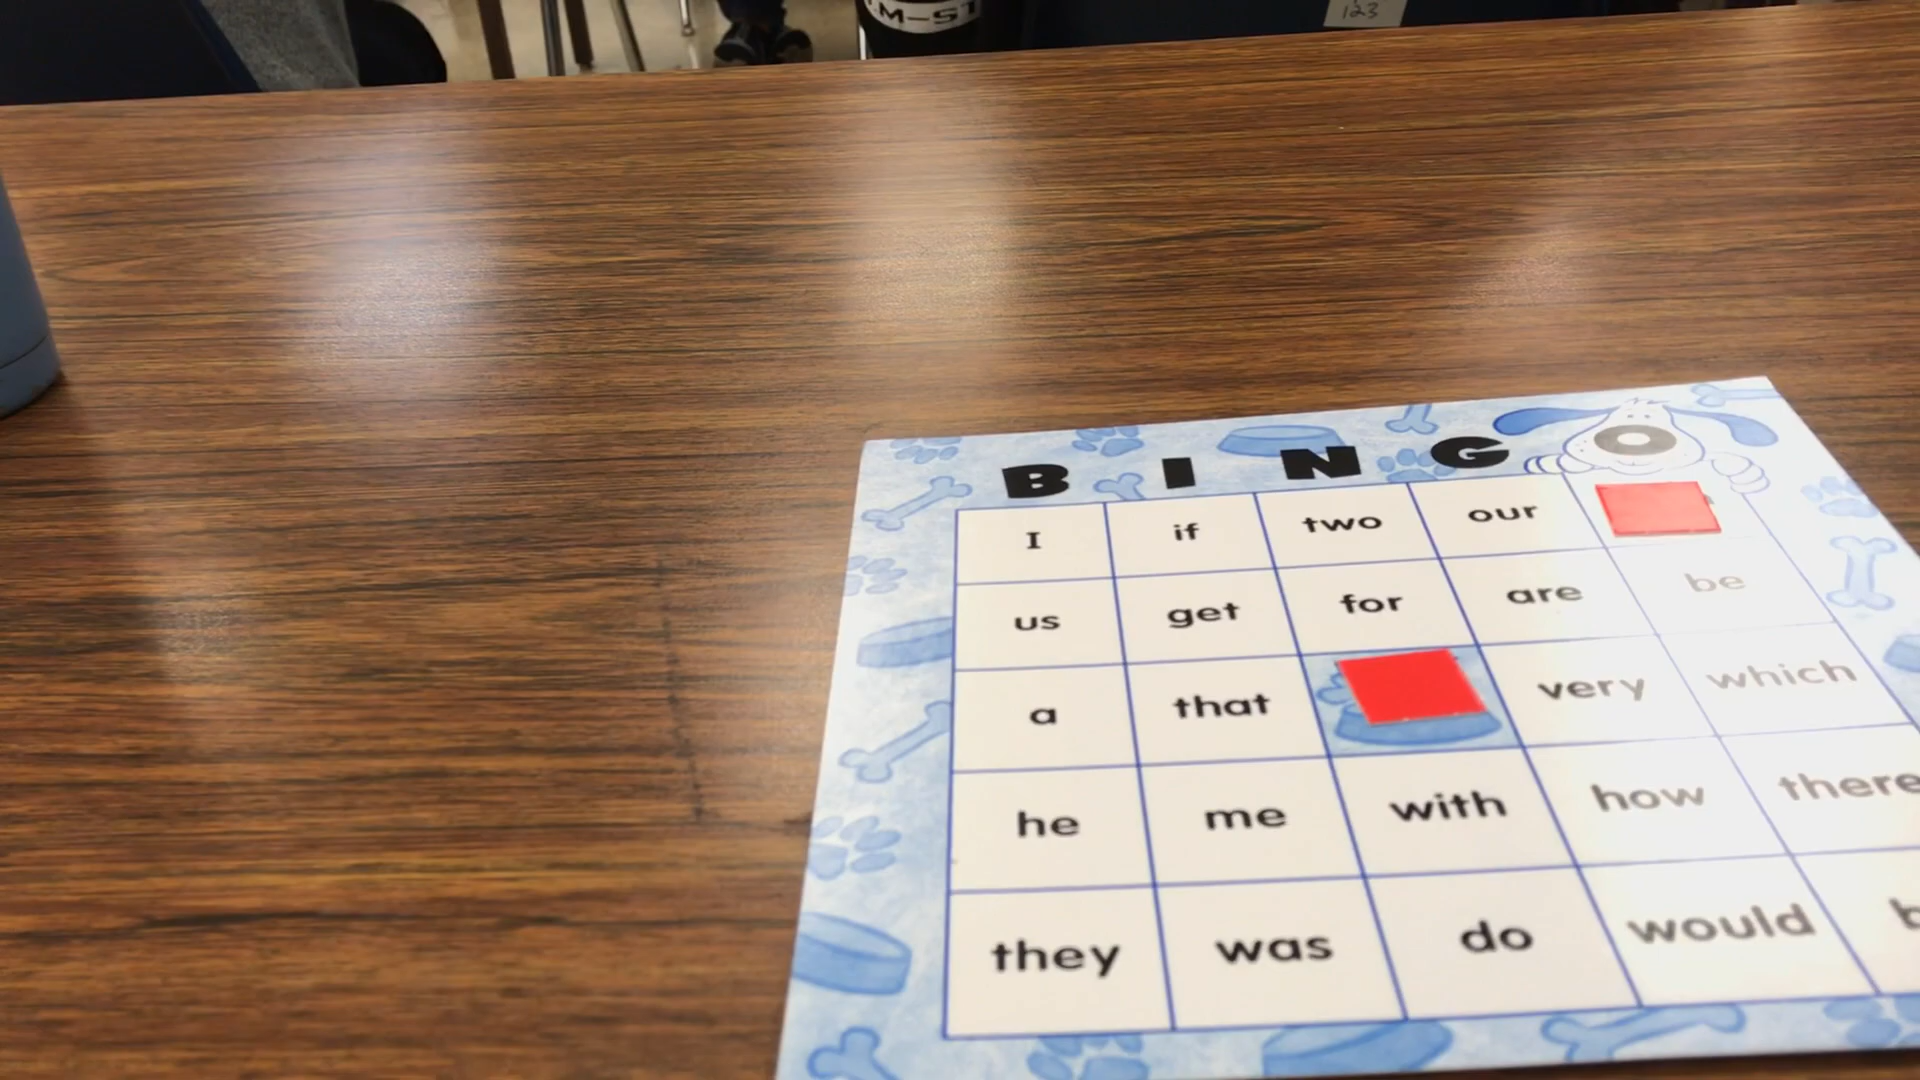 123
B I N G
I if two our
us get for are be
a that very which
he me with how there
they was do would